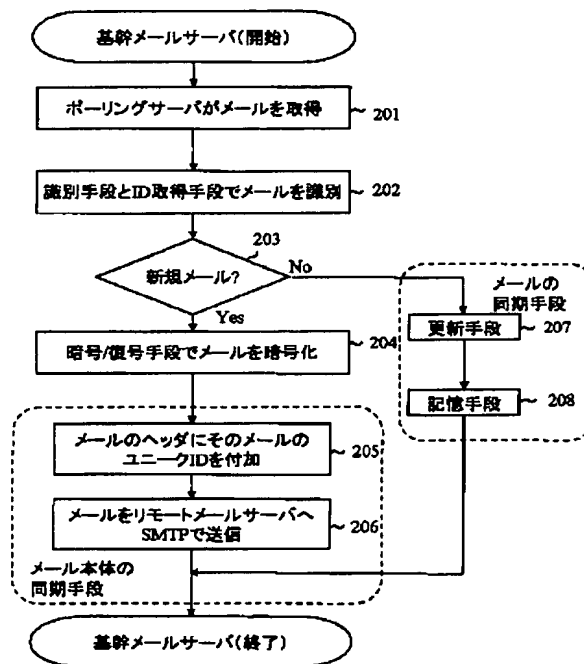 基幹メールサーバ(開始)
ポーリングサーバがメールを取得
201
識別手段とID取得手段でメールを識別
202
203
新規メール?
No
Yes
メールの
同期手段
更新手段
207
記憶手段
208
暗号/復号手段でメールを暗号化
204
メールのヘッダにそのメールの
ユニークIDを付加
205
メールをリモートメールサーバへ
SMTPで送信
206
メール本体の
同期手段
基幹メールサーバ(終了)